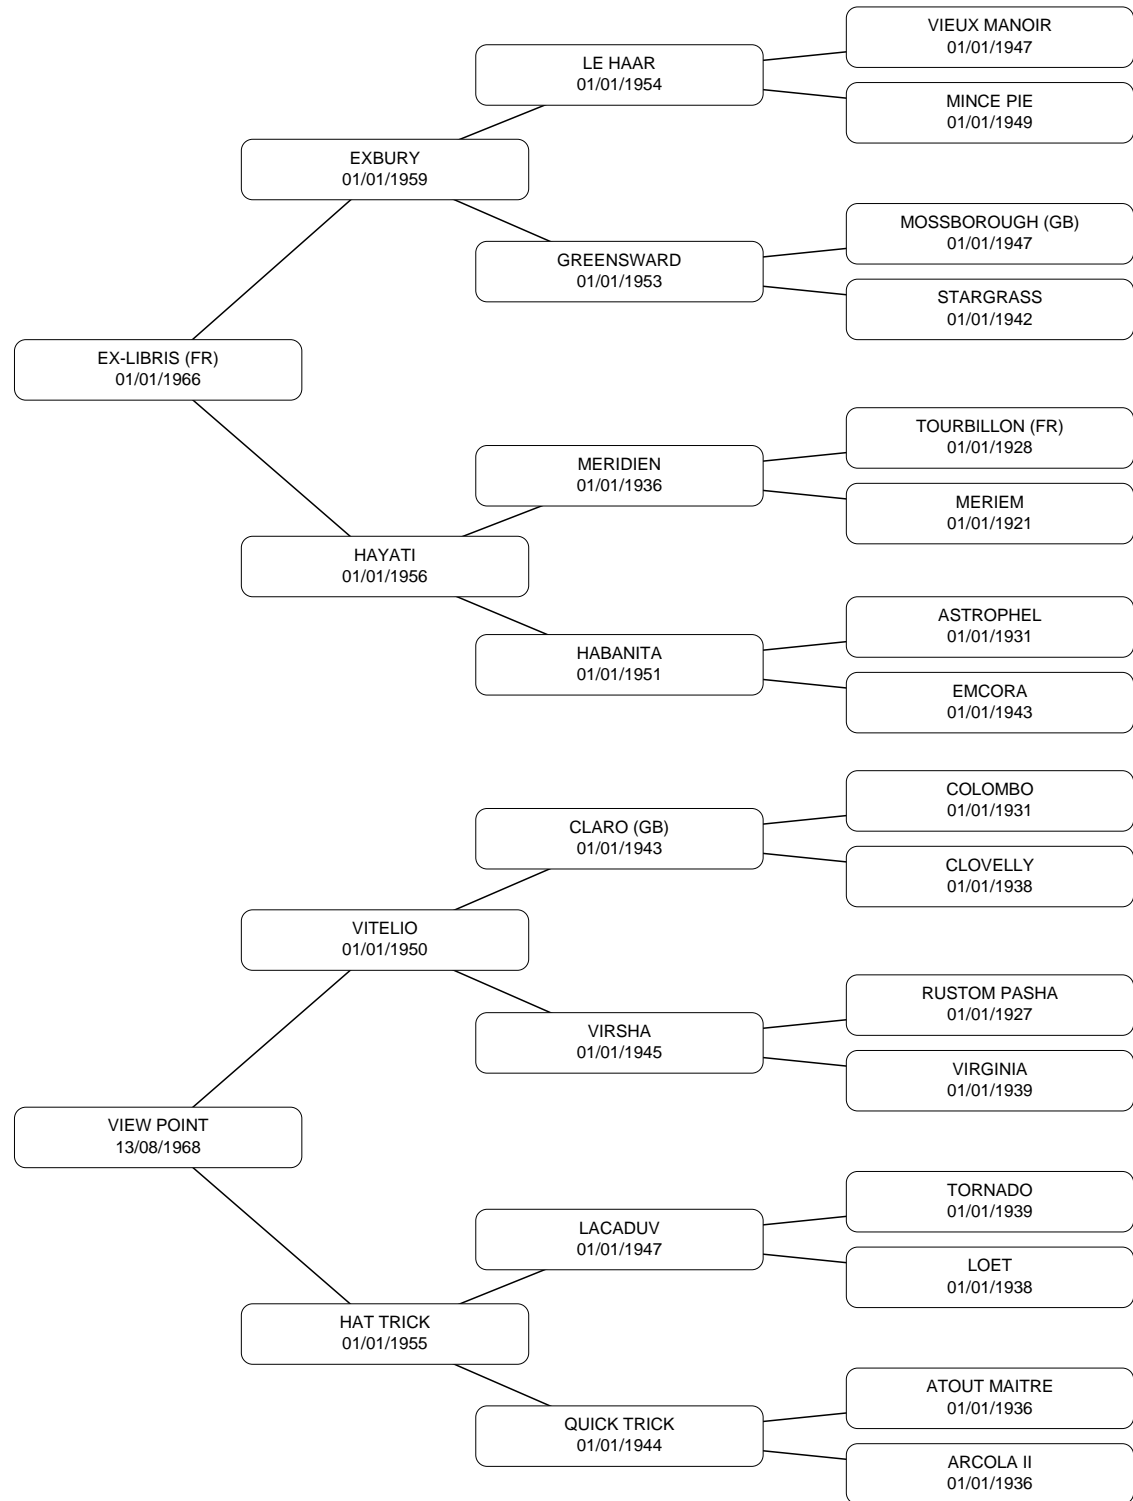 VIEUX MANOIR
01/01/1947
LE HAAR
01/01/1954
MINCE PIE
01/01/1949
EXBURY
01/01/1959
MOSSBOROUGH (GB)
01/01/1947
GREENSWARD
01/01/1953
STARGRASS
01/01/1942
EX-LIBRIS (FR)
01/01/1966
TOURBILLON (FR)
01/01/1928
MERIDIEN
01/01/1936
MERIEM
01/01/1921
HAYATI
01/01/1956
ASTROPHEL
01/01/1931
HABANITA
01/01/1951
EMCORA
01/01/1943
COLOMBO
01/01/1931
CLARO (GB)
01/01/1943
CLOVELLY
01/01/1938
VITELIO
01/01/1950
RUSTOM PASHA
01/01/1927
VIRSHA
01/01/1945
VIRGINIA
01/01/1939
VIEW POINT
13/08/1968
TORNADO
01/01/1939
LACADUV
01/01/1947
LOET
01/01/1938
HAT TRICK
01/01/1955
ATOUT MAITRE
01/01/1936
QUICK TRICK
01/01/1944
ARCOLA II
01/01/1936